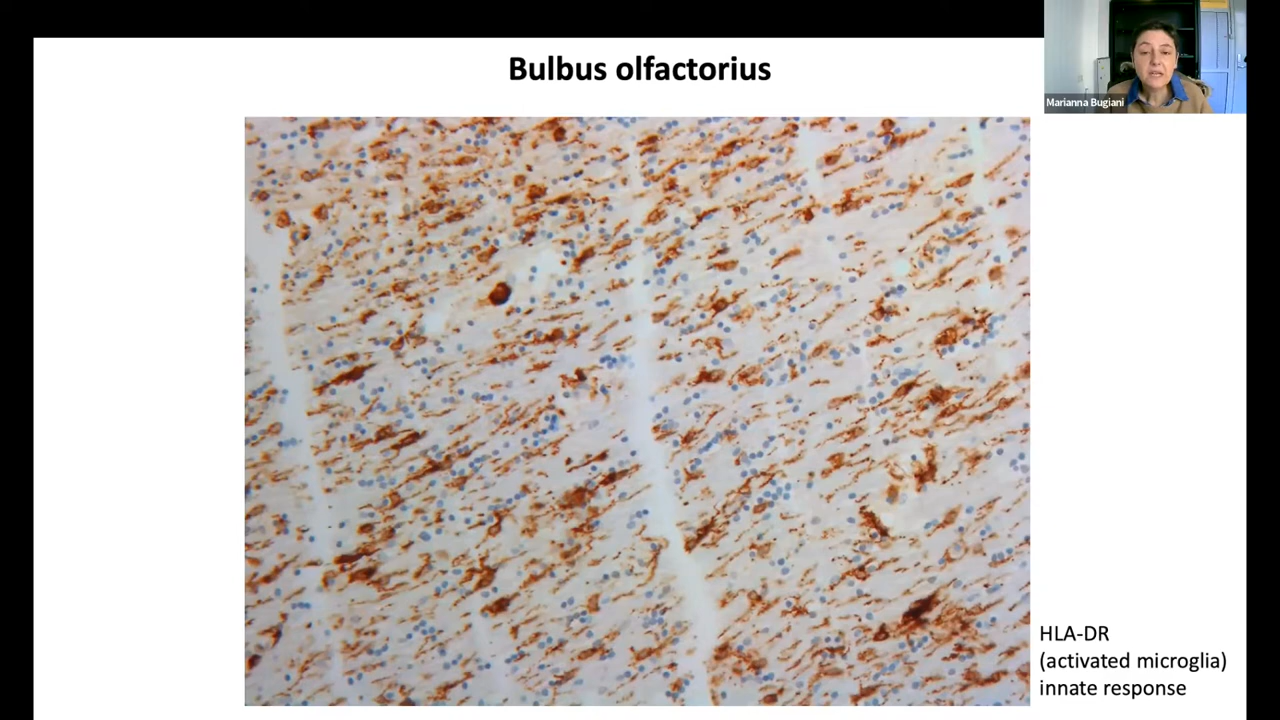 Bulbus olfactorius
Marianna Bugiani
HLA-DR
(activated microglia)
innate response